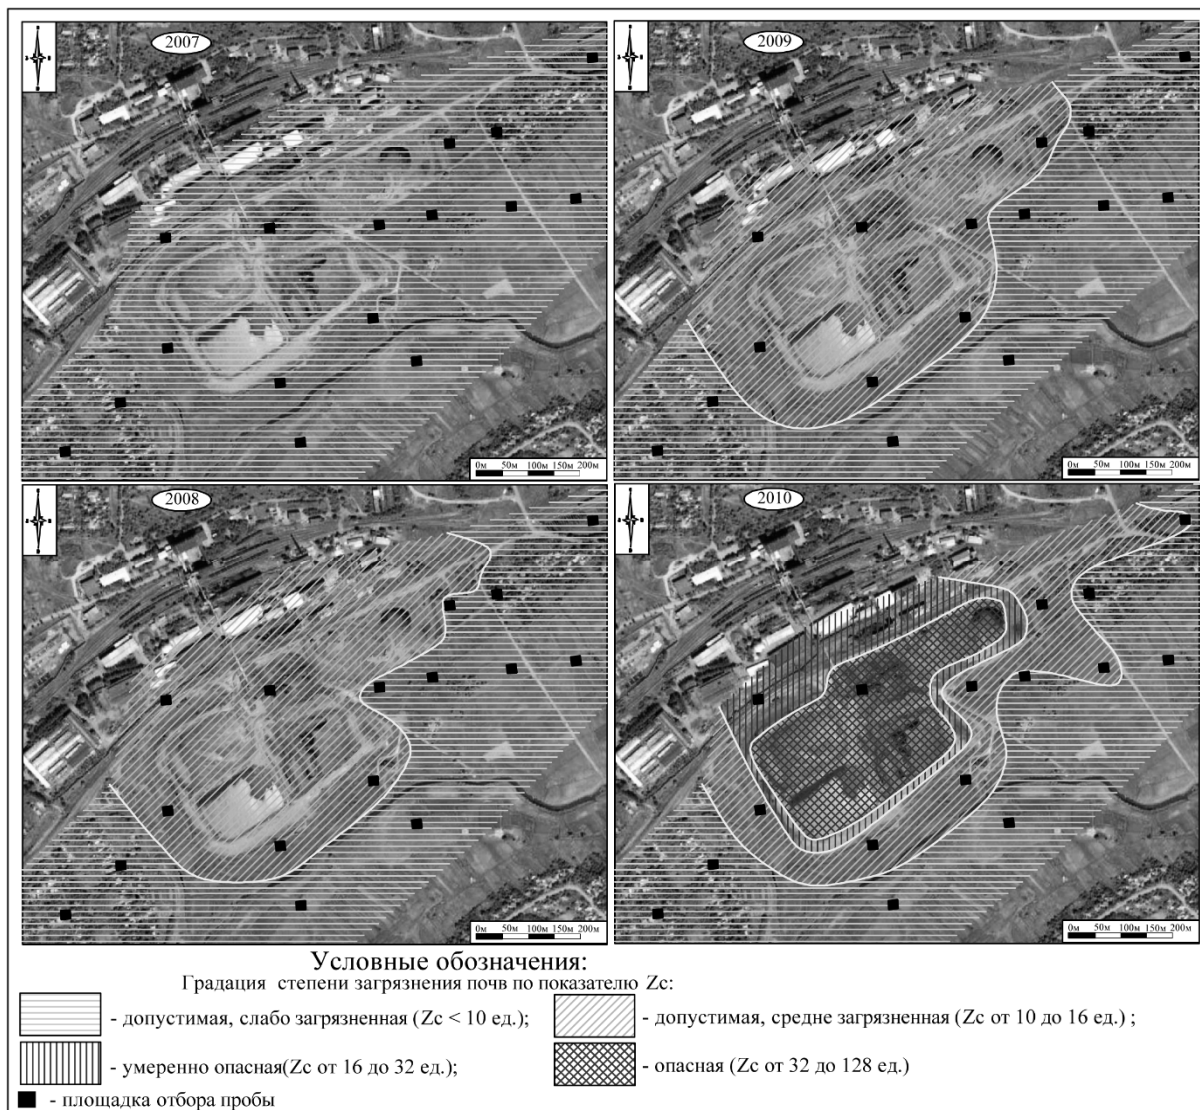 2007
2009
0м 50м 100м 150м 200м
0м 50м 100м 150м 200м
2008
2010
0м 50м 100м 150м 200м
0м 50м 100м 150м 200м
Условные обозначения:
Градация степени загрязнения почв по показателю Zc:
- допустимая, слабо загрязненная (Zc < 10 ед.);
- допустимая, средне загрязненная (Zc от 10 до 16 ед.) ;
- умеренно опасная(Zc от 16 до 32 ед.);
- опасная (Zc от 32 до 128 ед.)
- площадка отбора пробы